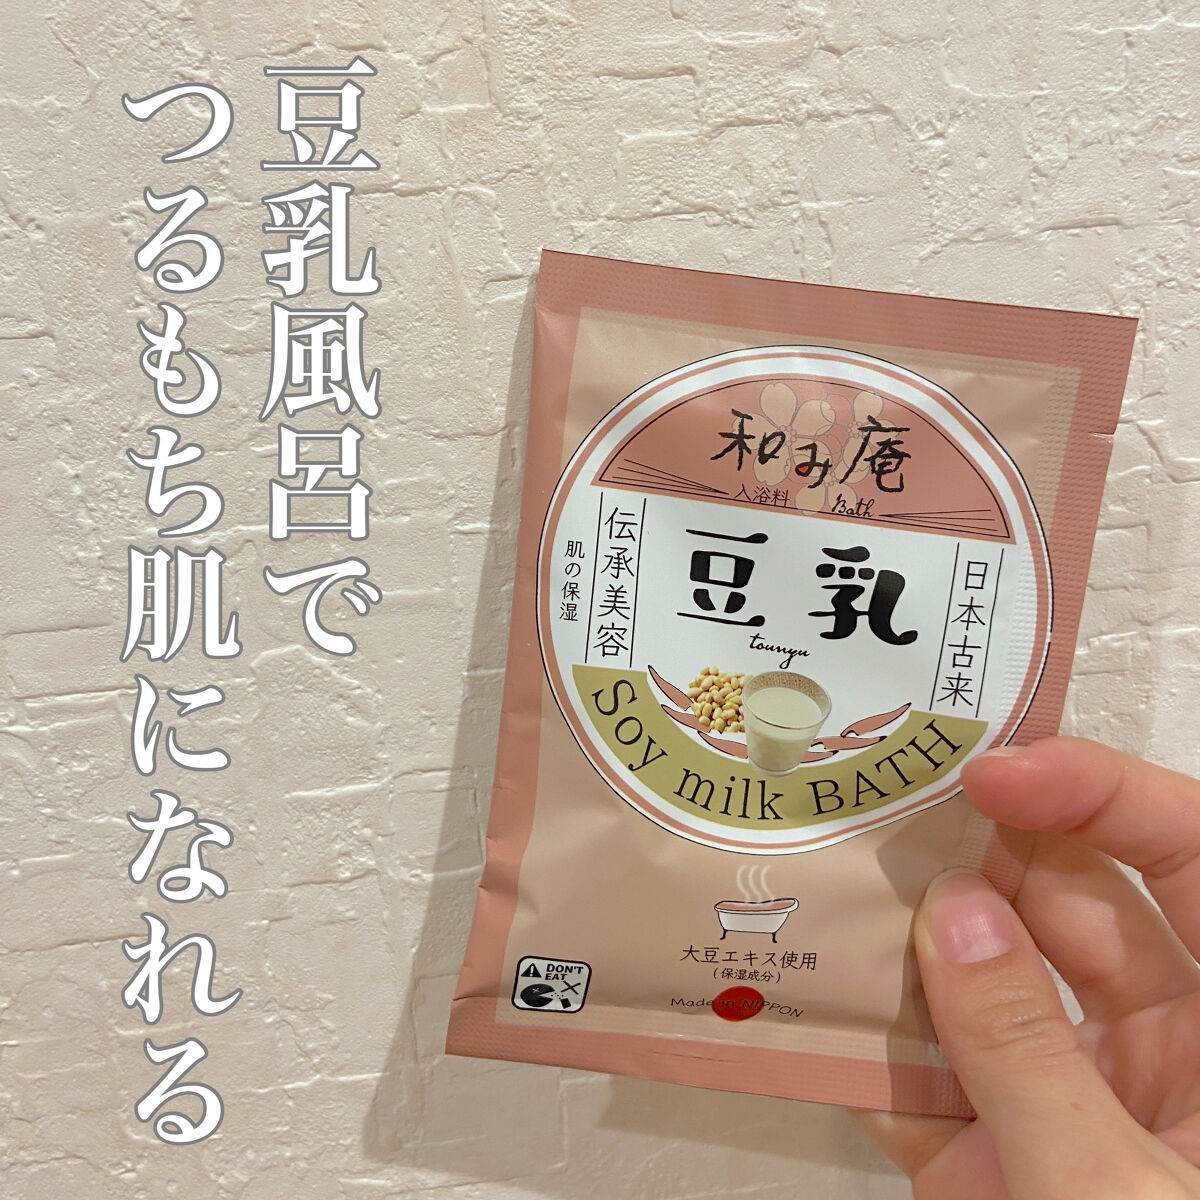 豆乳風呂で
つるもち肌になれる
和み庵
入浴料
Bath
日本古来
豆乳
tounyu
伝承美容
肌の保湿
Soy milk BATH
大豆エキス使用
(保湿成分)
Made in NIPPON
DON'T
EAT